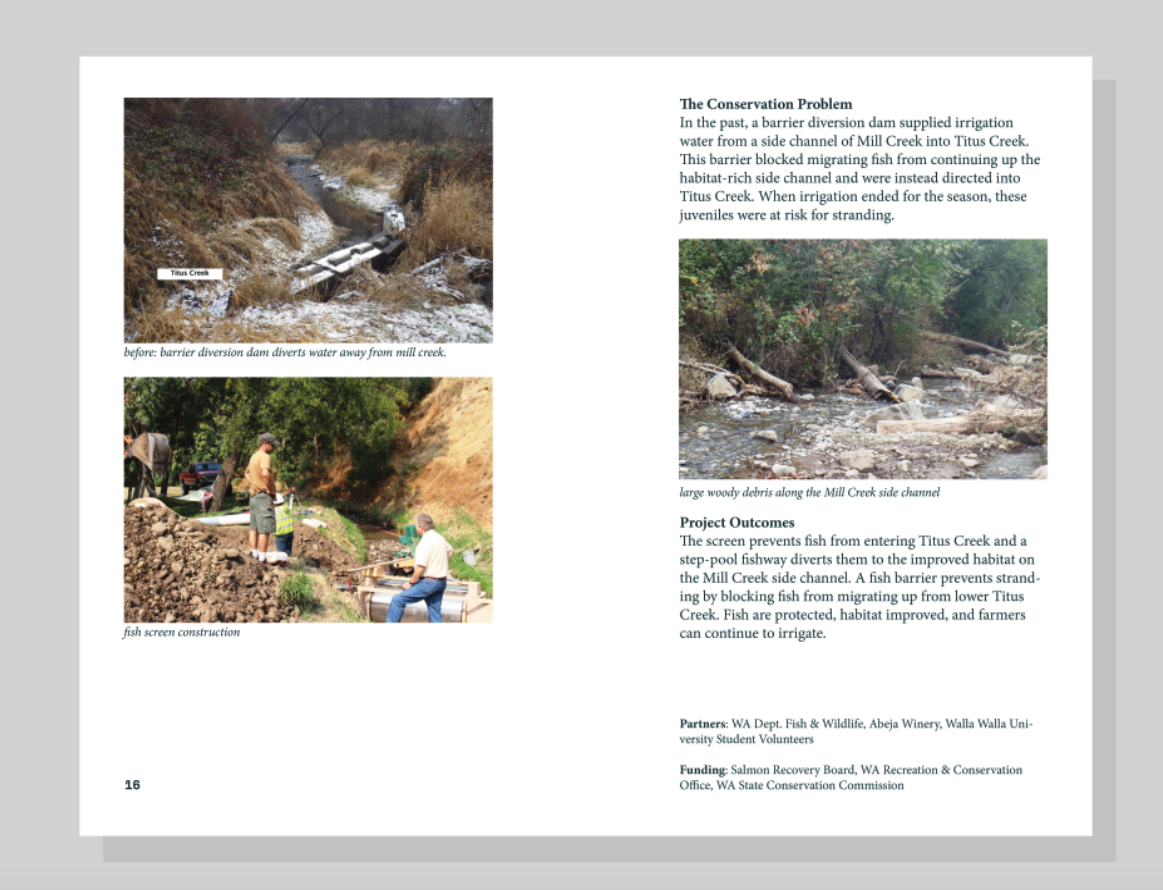 Titus Creek
before: barrier diversion dam diverts water away from mill creek.
fish screen construction
16
The Conservation Problem
In the past, a barrier diversion dam supplied irrigation
water from a side channel of Mill Creek into Titus Creek.
This barrier blocked migrating fish from continuing up the
habitat-rich side channel and were instead directed into
Titus Creek. When irrigation ended for the season, these
juveniles were at risk for stranding.
large woody debris along the Mill Creek side channel
Project Outcomes
The screen prevents fish from entering Titus Creek and a
step-pool fishway diverts them to the improved habitat on
the Mill Creek side channel. A fish barrier prevents strand-
ing by blocking fish from migrating up from lower Titus
Creek. Fish are protected, habitat improved, and farmers
can continue to irrigate.
Partners: WA Dept. Fish & Wildlife, Abeja Winery, Walla Walla Uni-
versity Student Volunteers
Funding: Salmon Recovery Board, WA Recreation & Conservation
Office, WA State Conservation Commission